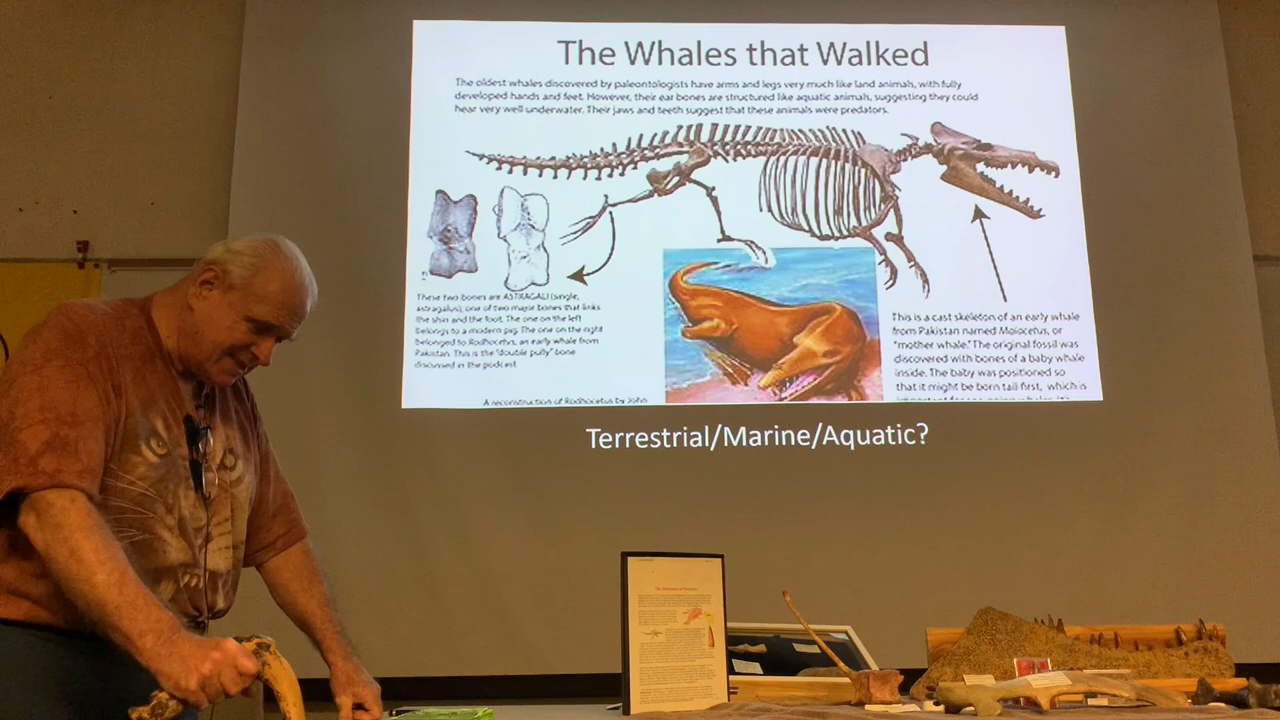 The Whales that Walked
The oldest whales discovered by paleontologists have arms and legs very much like land animals, with fully
developed hands and feet. However, their ear bones are structured like aquatic animals, suggesting they could
hear very well underwater. Their jaws and teeth suggest that these animals were predators.
These two bones are ASTRAGALI (single,
astragalus), one of two major bones that links
the shin and the foot. The one on the left
belongs to a modern pig. The one on the right
belonged to Rodhocetus, an early whale from
Pakistan. This is the "double pully" bone
discussed in the podcast
A reconstruction of Rodhocetus by John
This is a cast skeleton of an early whale
from Pakistan named Maiacetus, or
"mother whale." The original fossil was
discovered with bones of a baby whale
inside. The baby was positioned so
that it might be born tail first, which is
Terrestrial/Marine/Aquatic?